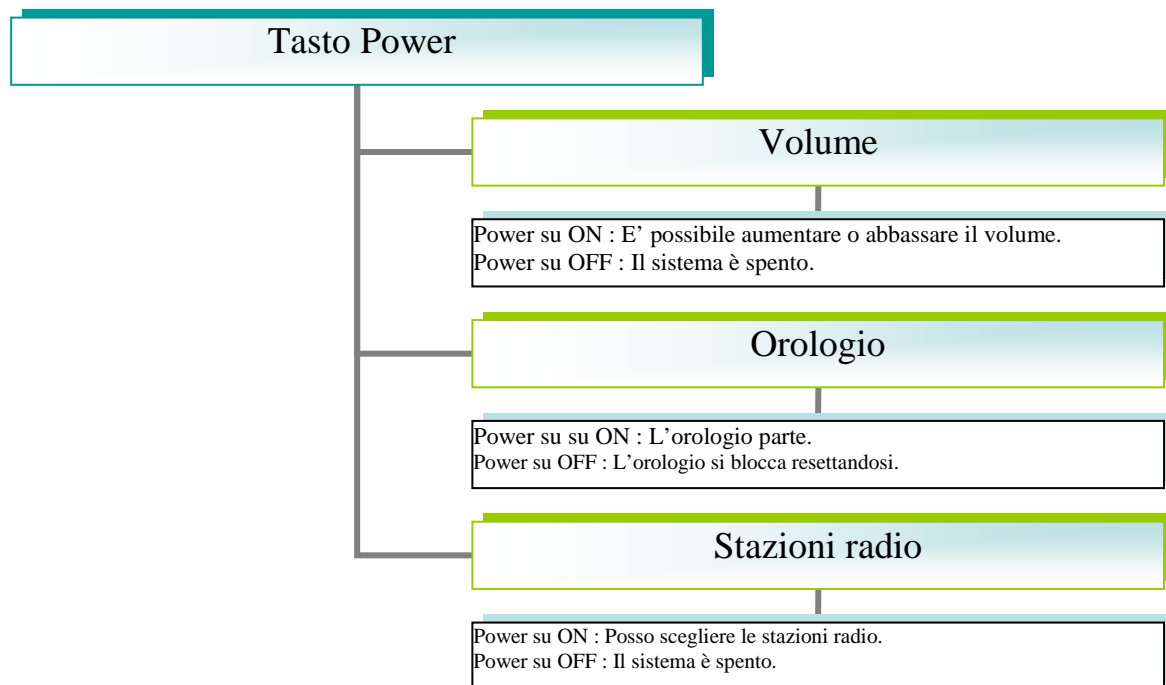 Tasto Power
Volume
Power su ON : E’ possibile aumentare o abbassare il volume.
Power su OFF : Il sistema è spento.
Orologio
Power su su ON : L’orologio parte.
Power su OFF : L’orologio si blocca resettandosi.
Stazioni radio
Power su ON : Posso scegliere le stazioni radio.
Power su OFF : Il sistema è spento.